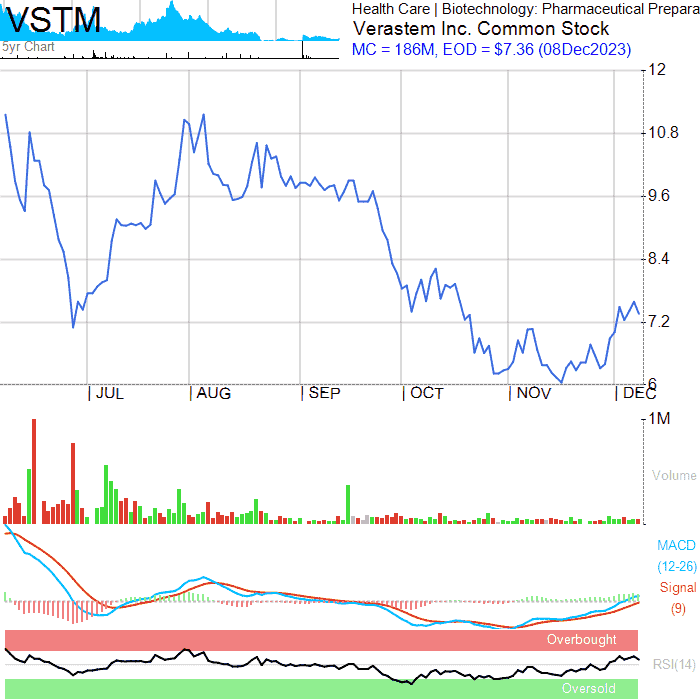 VSTM
5yr Chart
Health Care | Biotechnology: Pharmaceutical Prepara
Verastem Inc. Common Stock
MC = 186M, EOD = $7.36 (08Dec2023)
12
10.8
9.6
8.4
7.2
6
JUL
AUG
SEP
OCT
NOV
DEC
1M
Volume
MACD
(12-26)
Signal
(9)
Overbought
RSI(14)
Oversold